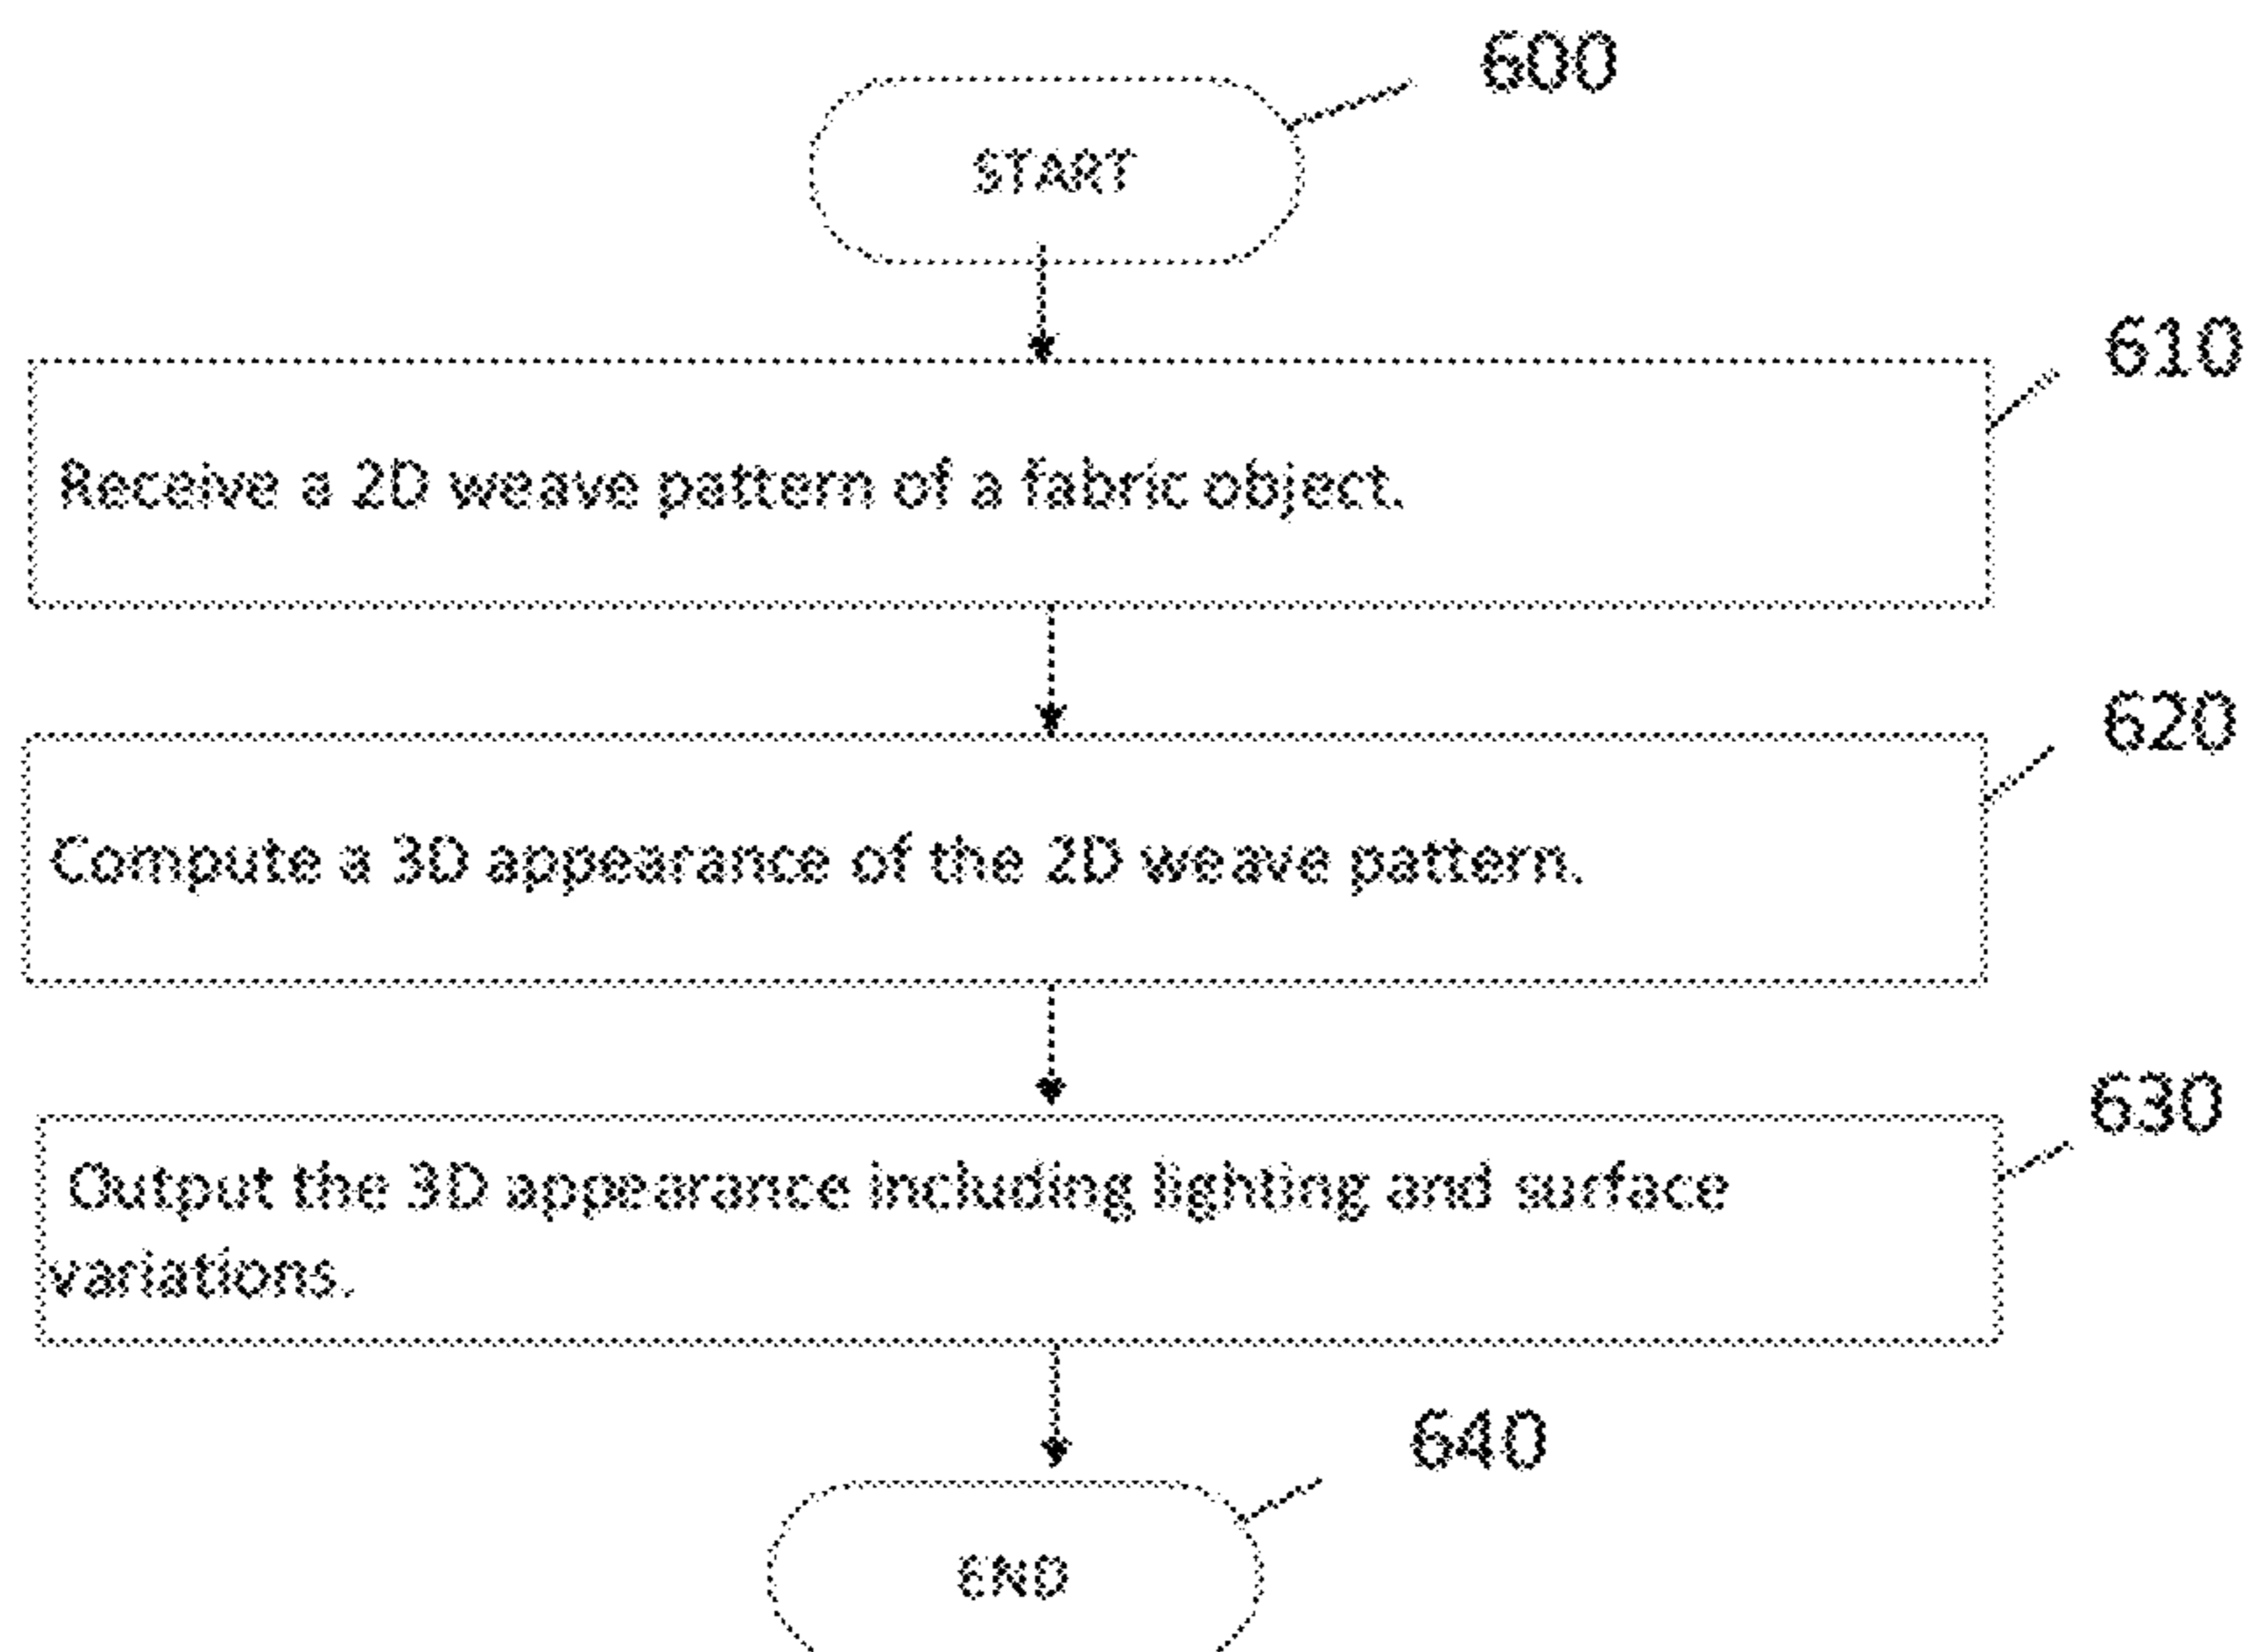 600
START
610
Receive a 2D weave pattern of a fabric object.
620
Compute a 3D appearance of the 2D weave pattern.
630
Output the 3D appearance including lighting and surface
variations.
640
END